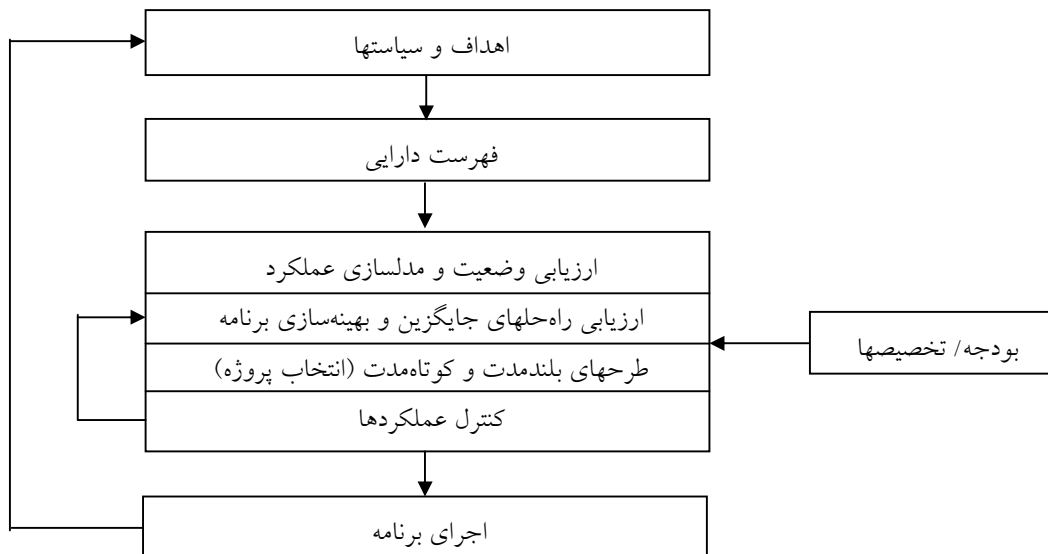 اهداف و سیاستها
فهرست دارایی
ارزیابی وضعیت و مدلسازی عملکرد
ارزیابی راه‌حلهای جایگزین و بهینه‌سازی برنامه
بودجه/ تخصیصها
طرحهای بلندمدت و کوتاه‌مدت (انتخاب پروژه)
کنترل عملکردها
اجرای برنامه